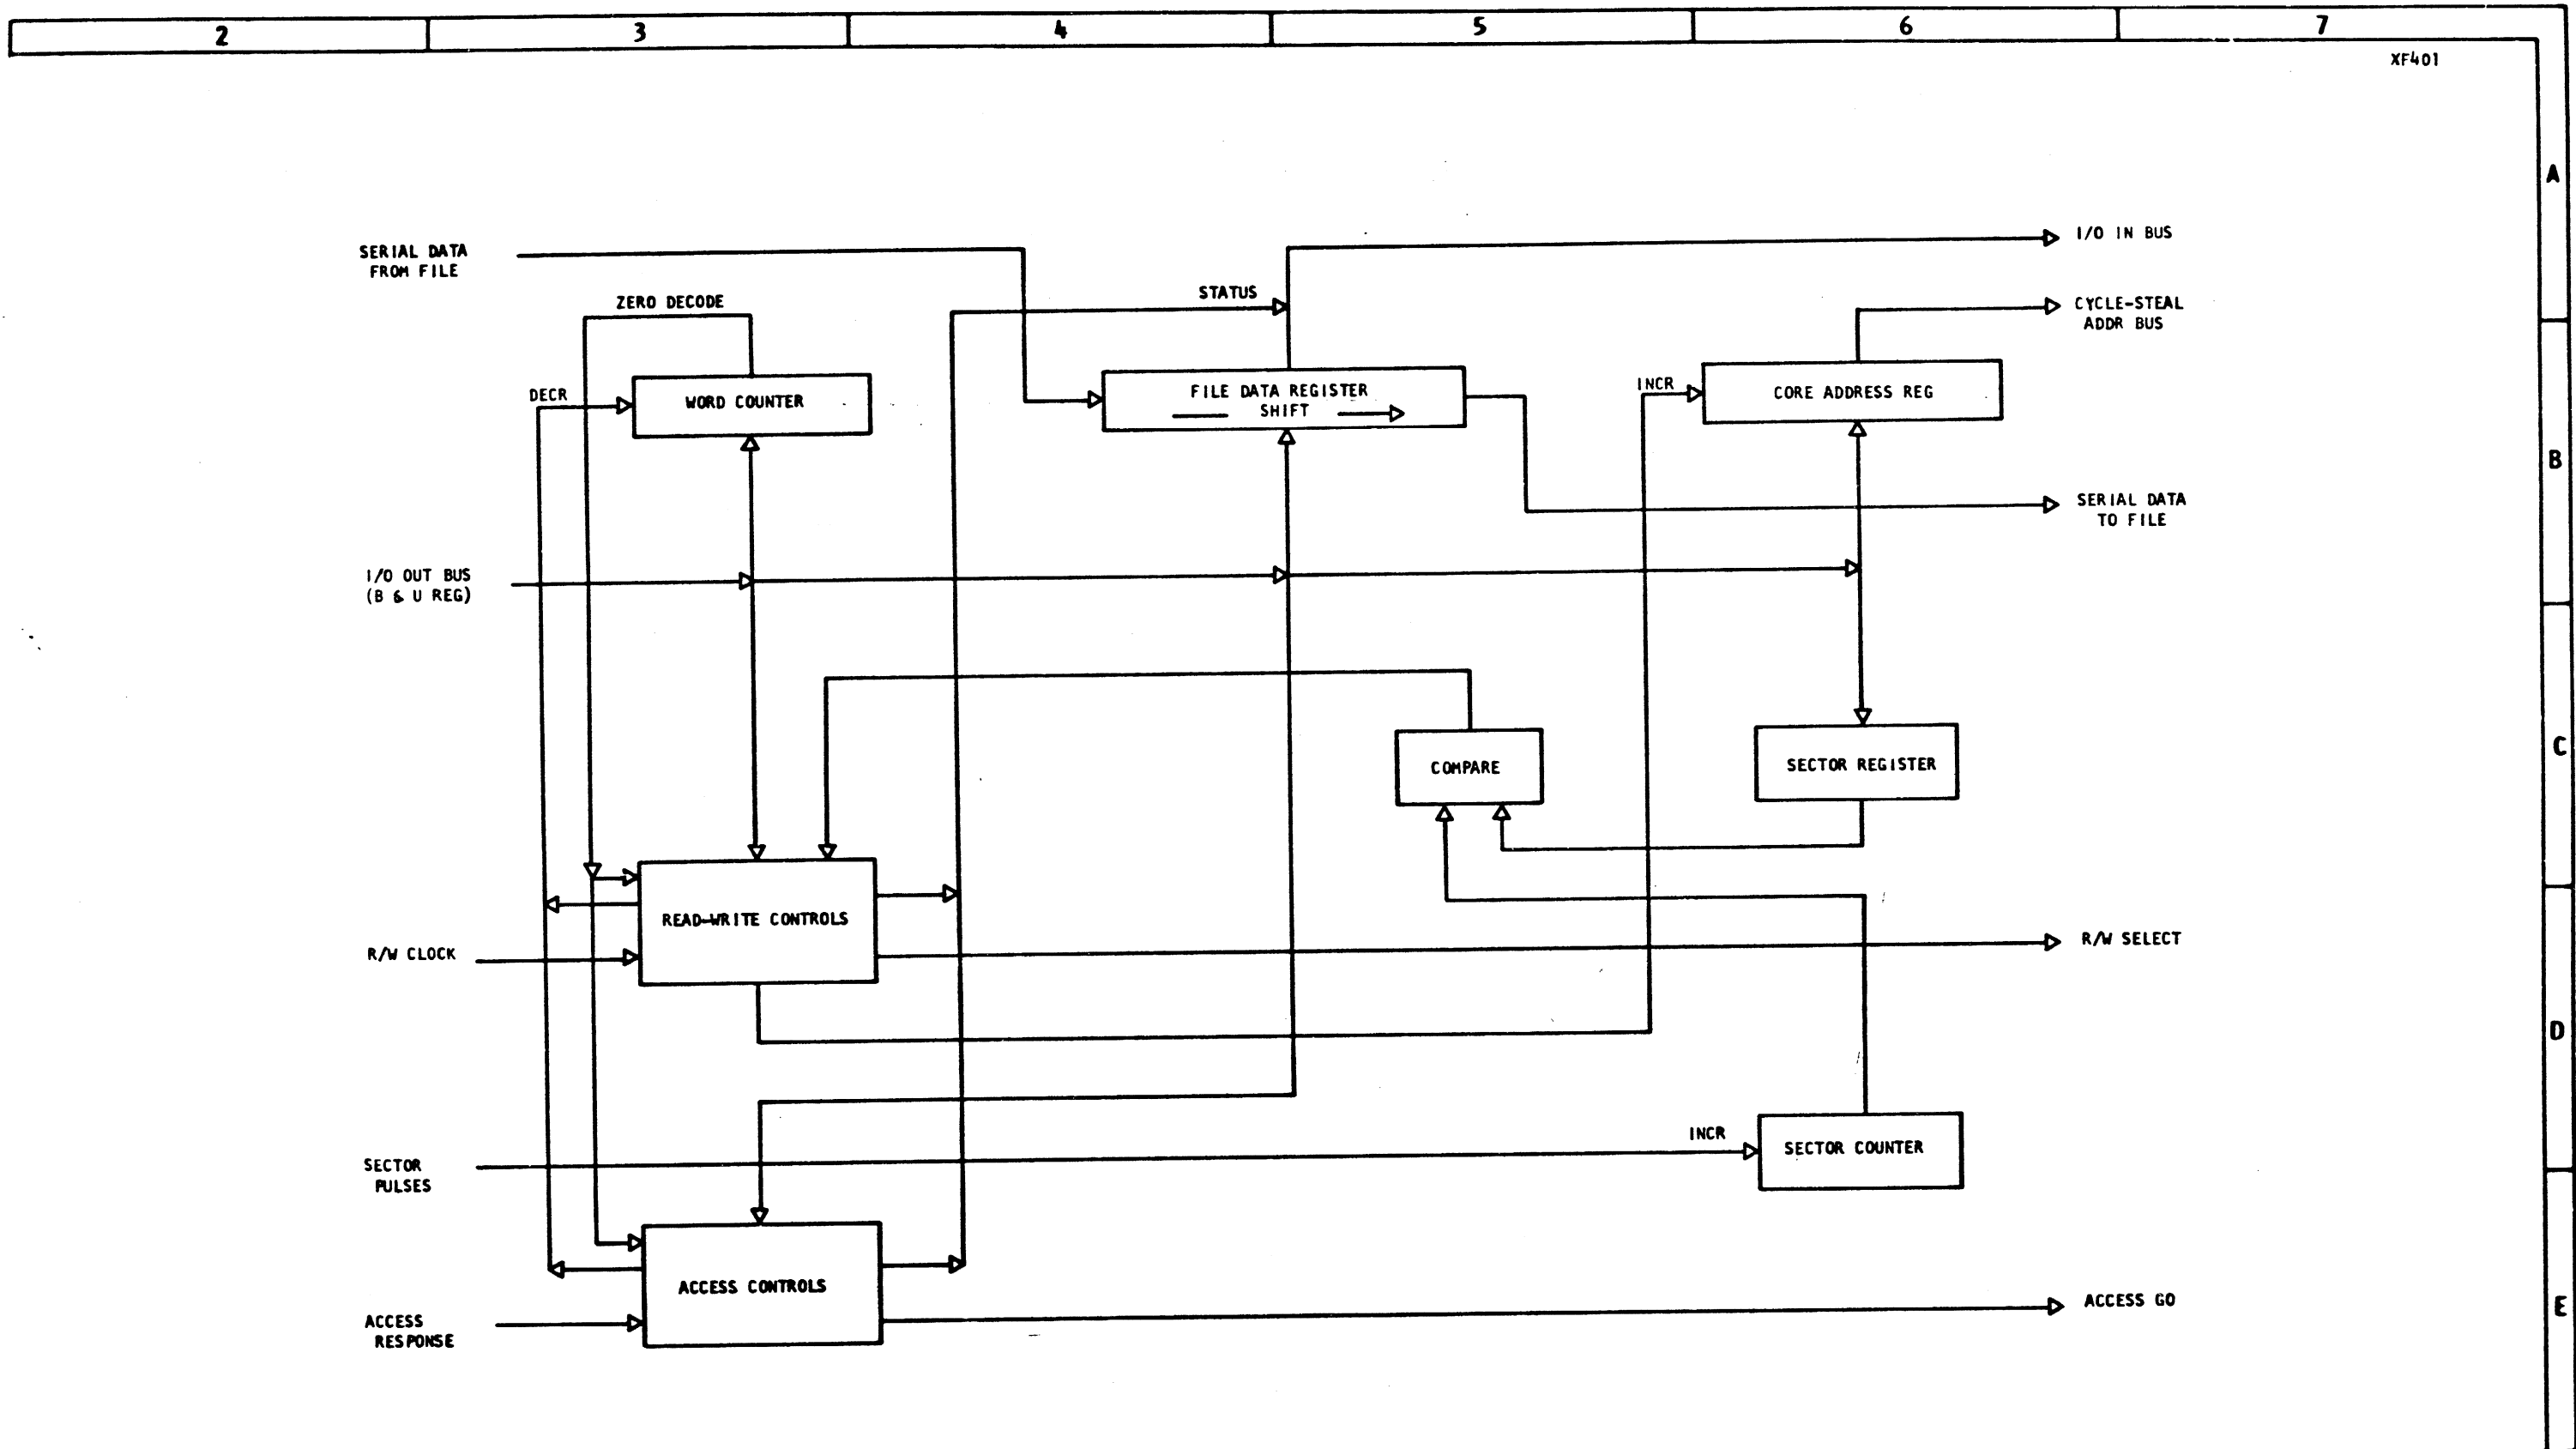 2 3 4 5 6 7
XF401
A
SERIAL DATA
FROM FILE
I/O IN BUS
STATUS
ZERO DECODE
CYCLE-STEAL
ADDR BUS
DECR
WORD COUNTER
FILE DATA REGISTER
SHIFT
INCR
CORE ADDRESS REG
B
SERIAL DATA
TO FILE
I/O OUT BUS
(B & U REG)
C
COMPARE
SECTOR REGISTER
READ-WRITE CONTROLS
R/W CLOCK
R/W SELECT
D
INCR
SECTOR COUNTER
SECTOR
PULSES
ACCESS CONTROLS
ACCESS GO
E
ACCESS
RESPONSE